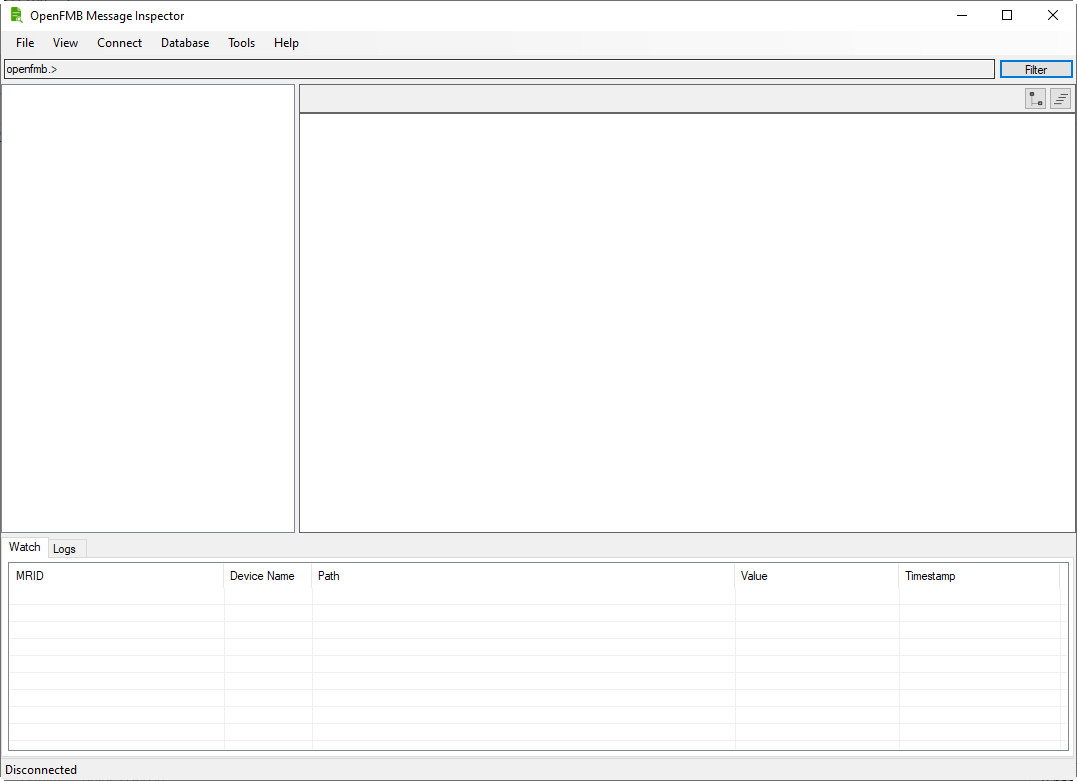 OpenFMB Message Inspector
File View Connect Database Tools Help
openfmb.> Filter
Watch Logs
MRID Device Name Path Value Timestamp
Disconnected